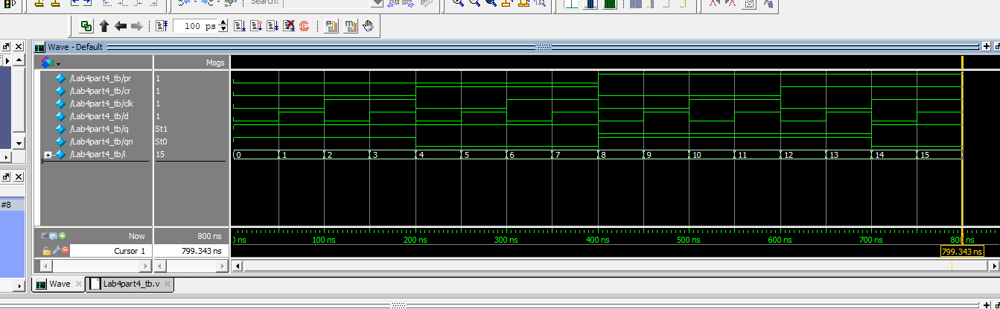 Search:
100 ps
Wave - Default
Msgs
/Lab4part4_tb/pr 1
/Lab4part4_tb/cr 1
/Lab4part4_tb/clk 1
/Lab4part4_tb/d 1
/Lab4part4_tb/q St1
/Lab4part4_tb/qn St0
/Lab4part4_tb/i 15 0 1 2 3 4 5 6 7 8 9 10 11 12 13 14 15
#8
Now 800 ns ns 100 ns 200 ns 300 ns 400 ns 500 ns 600 ns 700 ns 800 ns
Cursor 1 799.343 ns 799.343 ns
Wave Lab4part4_tb.v